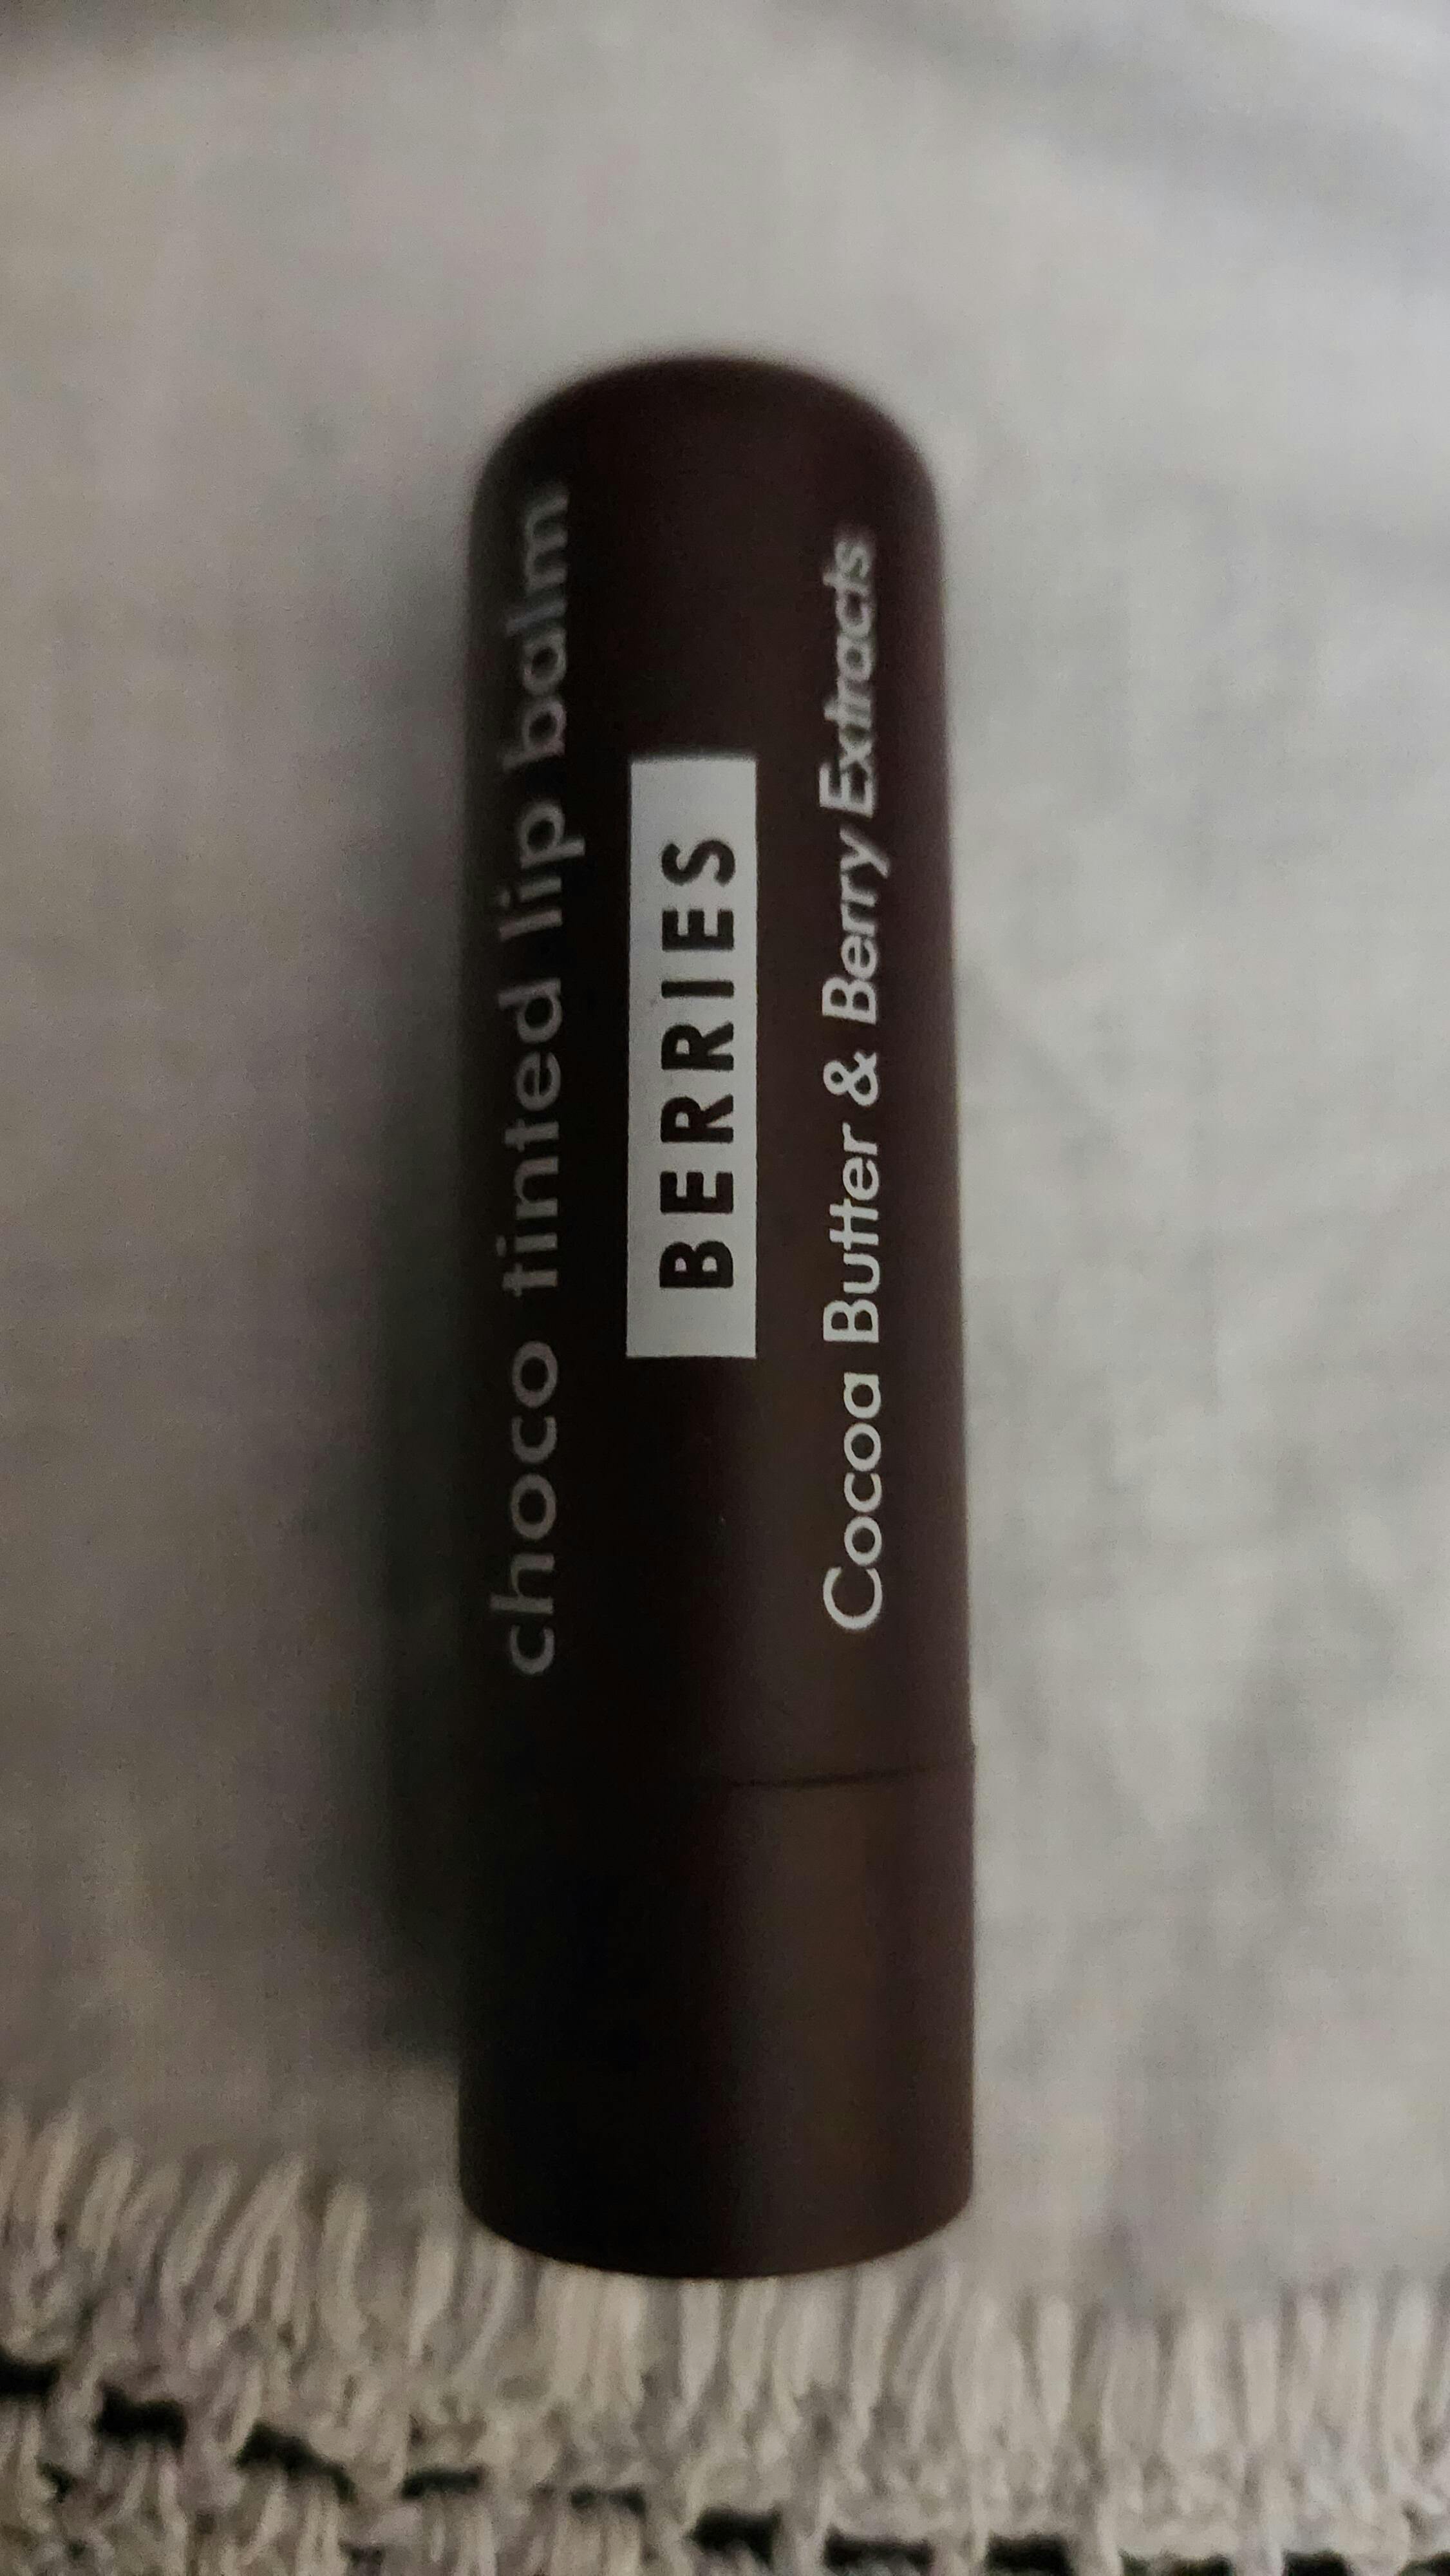 choco tinted lip balm
BERRIES
Cocoa Butter & Berry Extracts